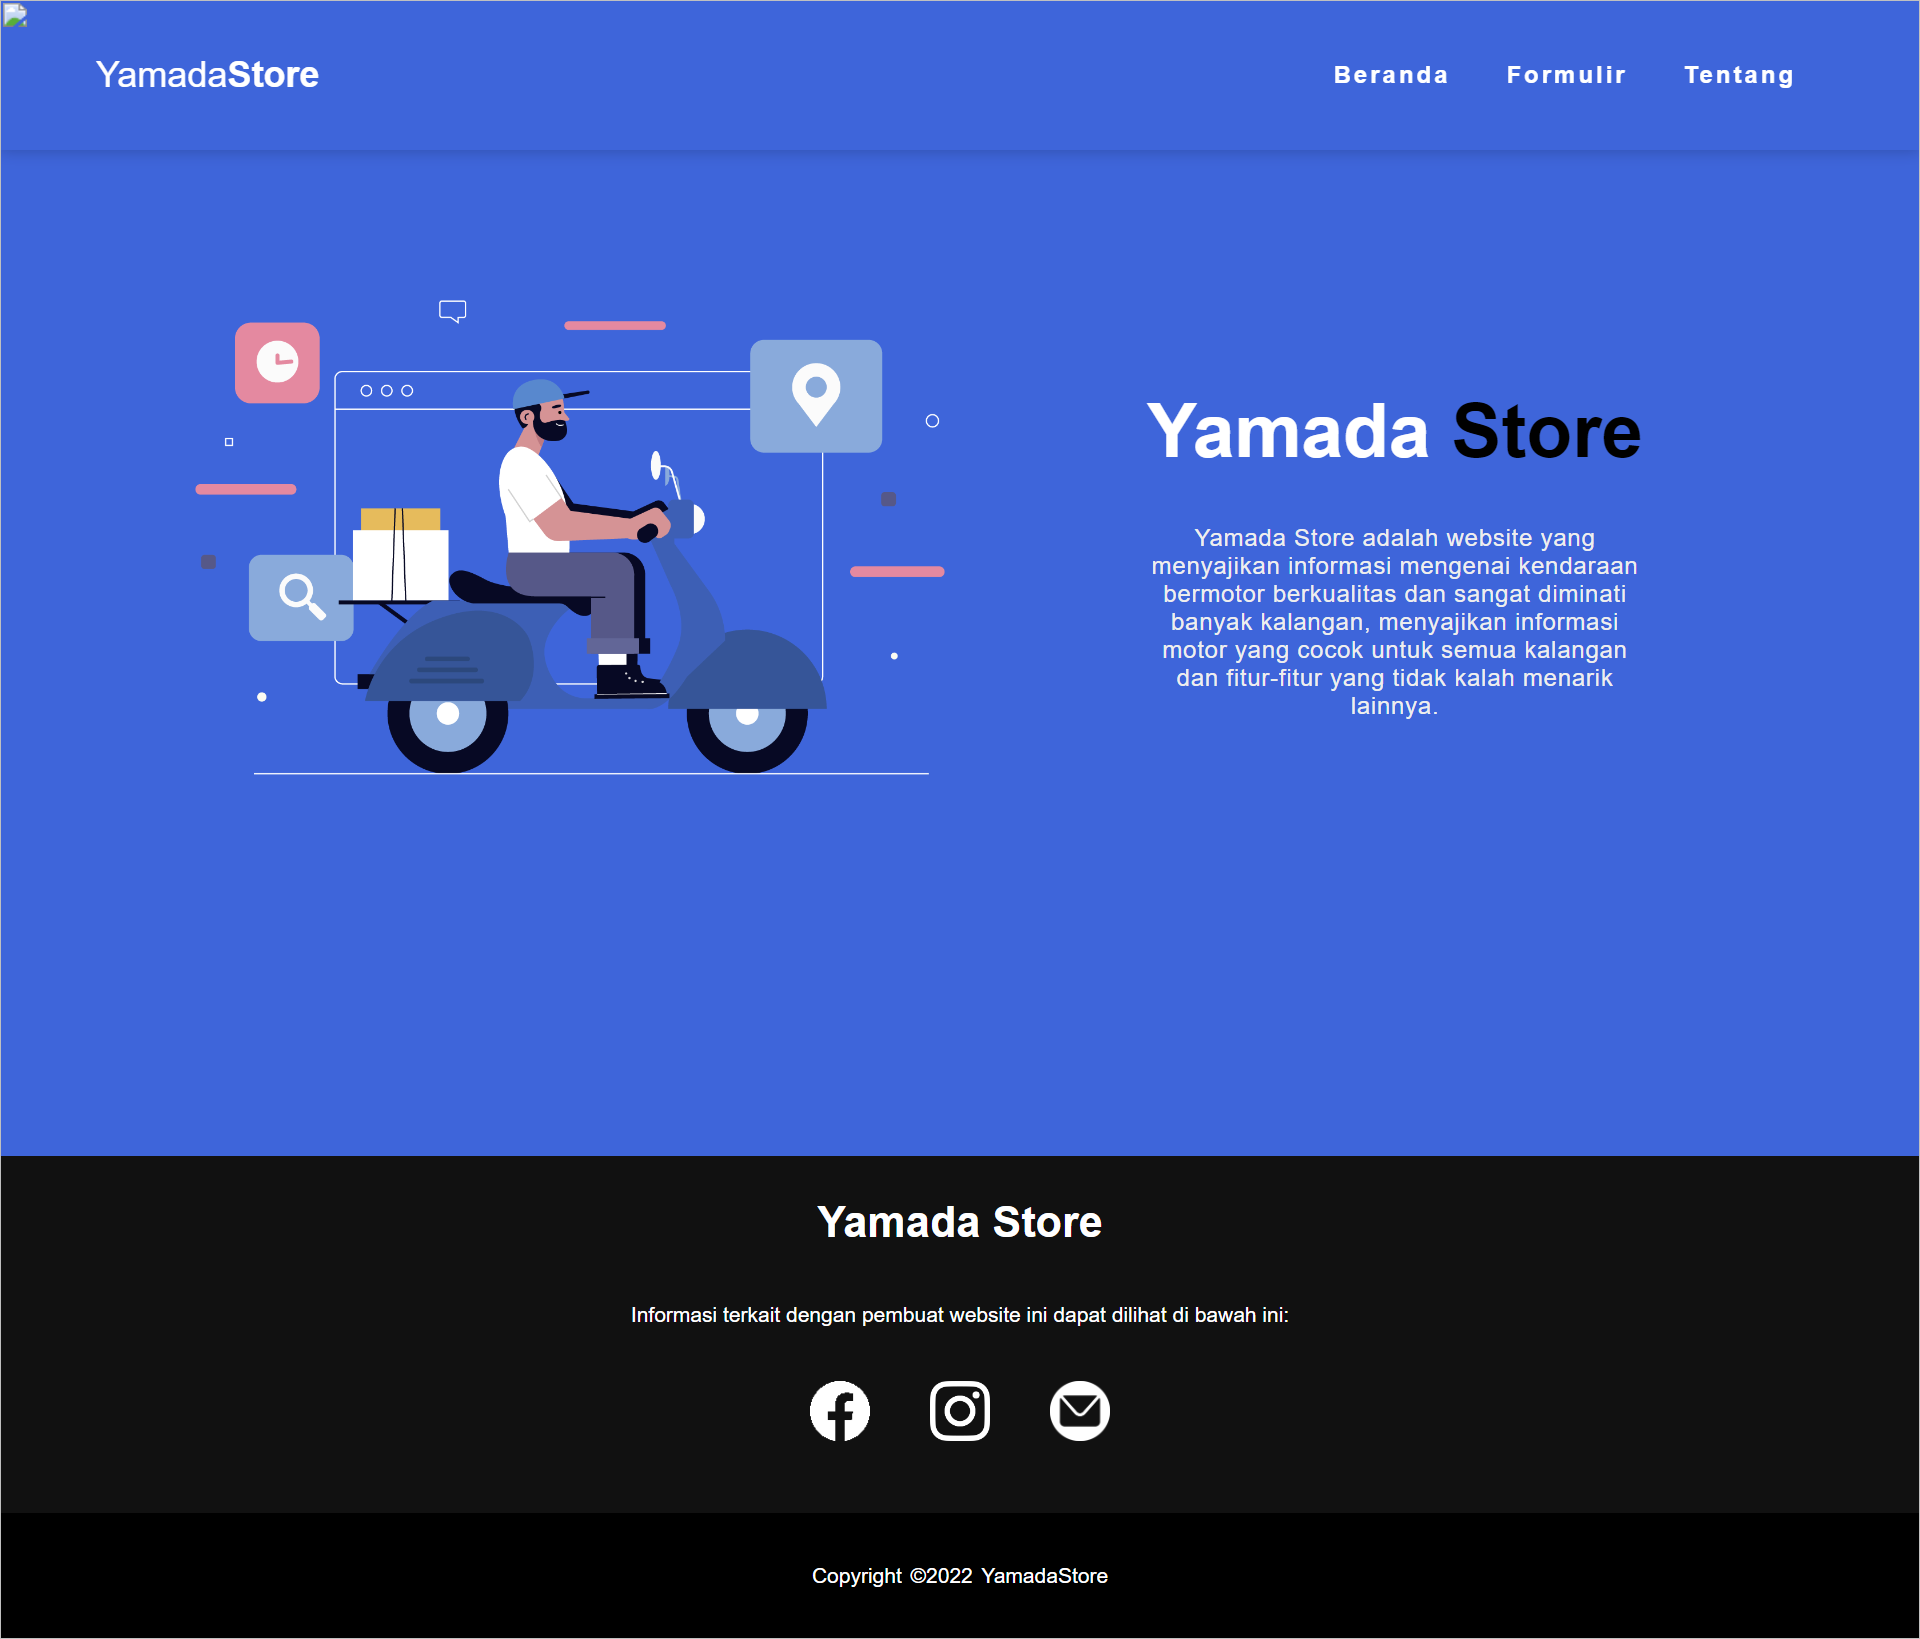 YamadaStore
Beranda Formulir Tentang
Yamada Store
Yamada Store adalah website yang
menyajikan informasi mengenai kendaraan
bermotor berkualitas dan sangat diminati
banyak kalangan, menyajikan informasi
motor yang cocok untuk semua kalangan
dan fitur-fitur yang tidak kalah menarik
lainnya.
Yamada Store
Informasi terkait dengan pembuat website ini dapat dilihat di bawah ini:
Copyright ©2022 YamadaStore